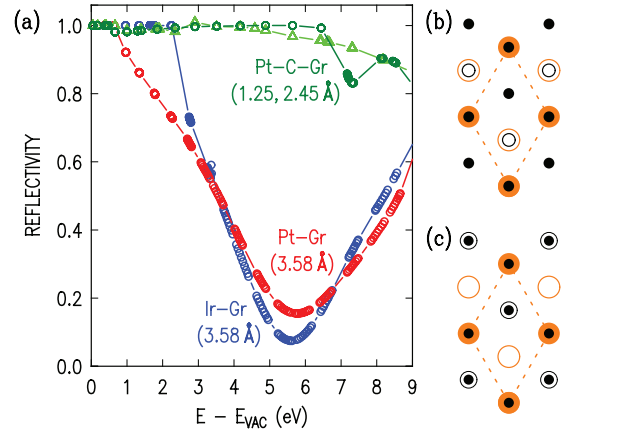 (a)
REFLECTIVITY
1.0
0.8
0.6
0.4
0.2
0.0
Pt–C–Gr
(1.25, 2.45 Å)
Pt–Gr
(3.58 Å)
Ir–Gr
(3.58 Å)
0 1 2 3 4 5 6 7 8 9
E – E_VAC (eV)
(b)
(c)